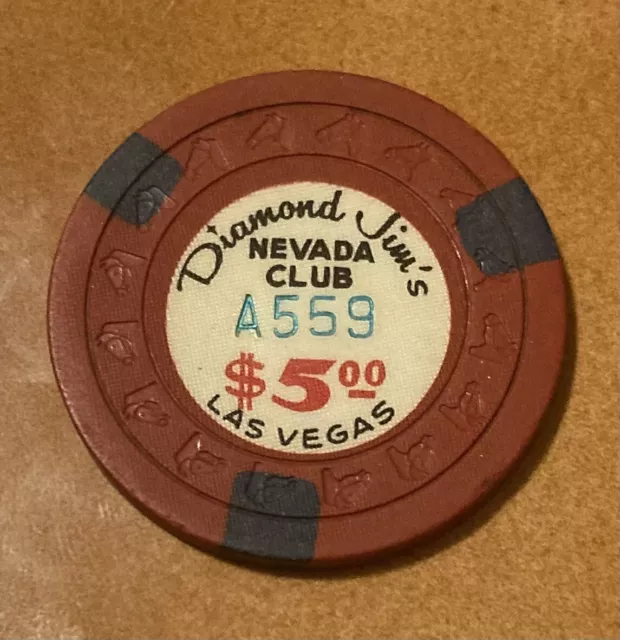 Diamond Jim's
NEVADA
CLUB
A559
$5.00
LAS VEGAS